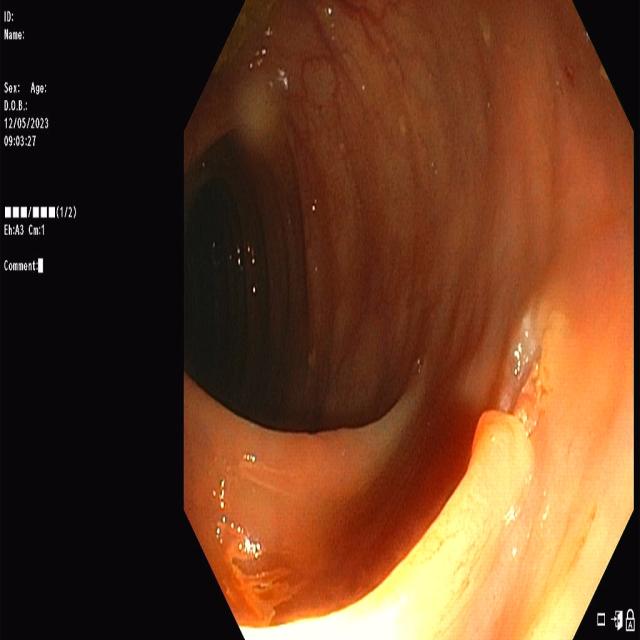 ID:
Name:
Sex: Age:
D.O.B.:
12/05/2023
09:03:27
■■■/■■■(1/2)
Eh:A3 Cm:1
Comment: